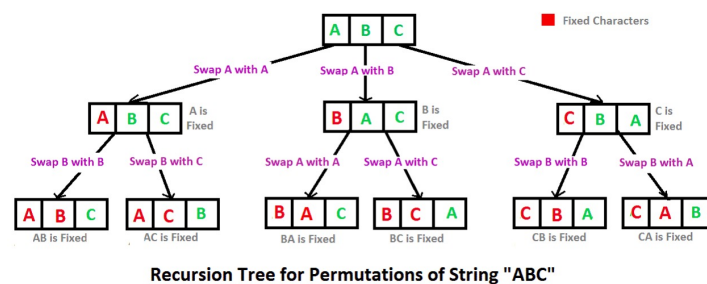 A B C
Fixed Characters
Swap A with A
Swap A with B
Swap A with C
A B C
A is
Fixed
B A C
B is
Fixed
C B A
C is
Fixed
Swap B with B
Swap B with C
Swap A with A
Swap A with C
Swap B with B
Swap B with A
A B C
A C B
B A C
B C A
C B A
C A B
AB is Fixed
AC is Fixed
BA is Fixed
BC is Fixed
CB is Fixed
CA is Fixed
Recursion Tree for Permutations of String "ABC"